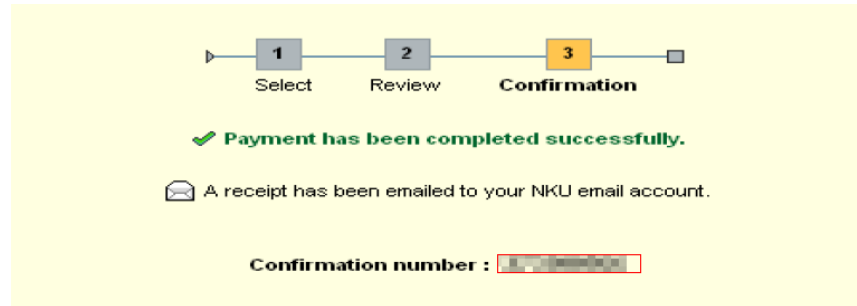 1 2 3
Select Review Confirmation
Payment has been completed successfully.
A receipt has been emailed to your NKU email account.
Confirmation number :